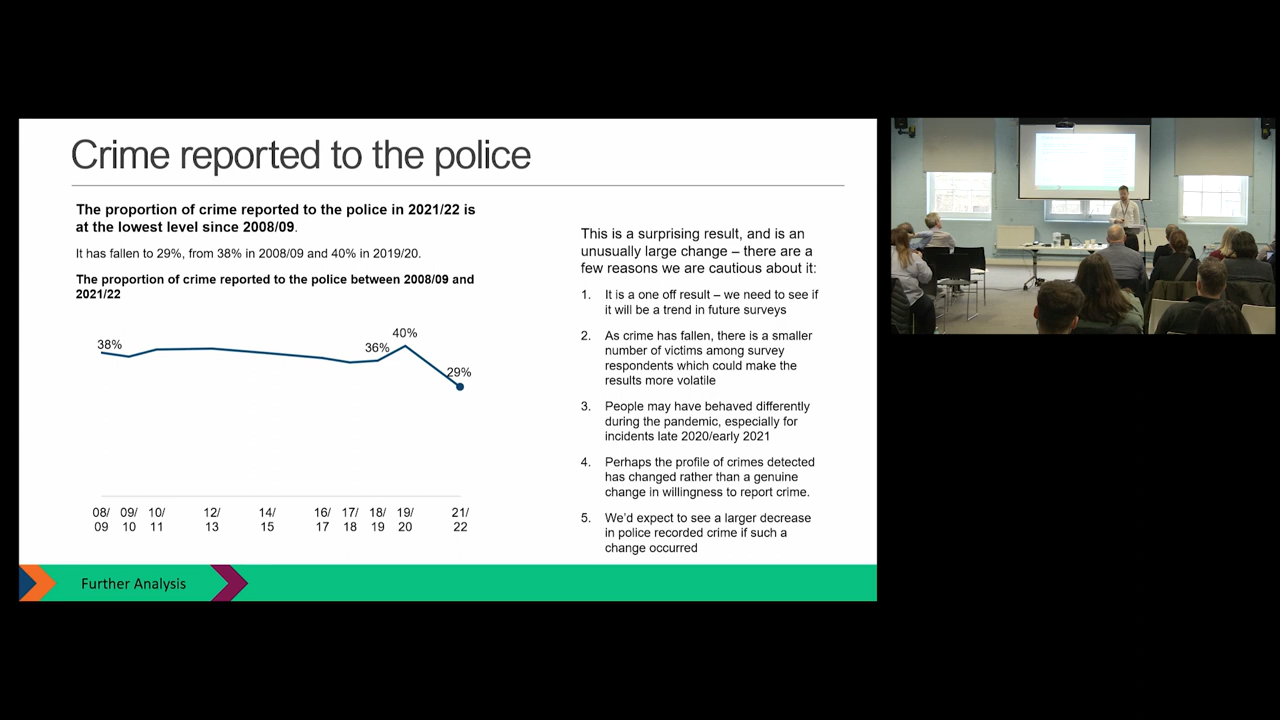 Crime reported to the police
The proportion of crime reported to the police in 2021/22 is
at the lowest level since 2008/09.
It has fallen to 29%, from 38% in 2008/09 and 40% in 2019/20.
The proportion of crime reported to the police between 2008/09 and
2021/22
38%
36%
40%
29%
08/
09
09/
10
10/
11
12/
13
14/
15
16/
17
17/
18
18/
19
19/
20
21/
22
This is a surprising result, and is an
unusually large change – there are a
few reasons we are cautious about it:
1. It is a one off result – we need to see if
it will be a trend in future surveys
2. As crime has fallen, there is a smaller
number of victims among survey
respondents which could make the
results more volatile
3. People may have behaved differently
during the pandemic, especially for
incidents late 2020/early 2021
4. Perhaps the profile of crimes detected
has changed rather than a genuine
change in willingness to report crime.
5. We'd expect to see a larger decrease
in police recorded crime if such a
change occurred
Further Analysis